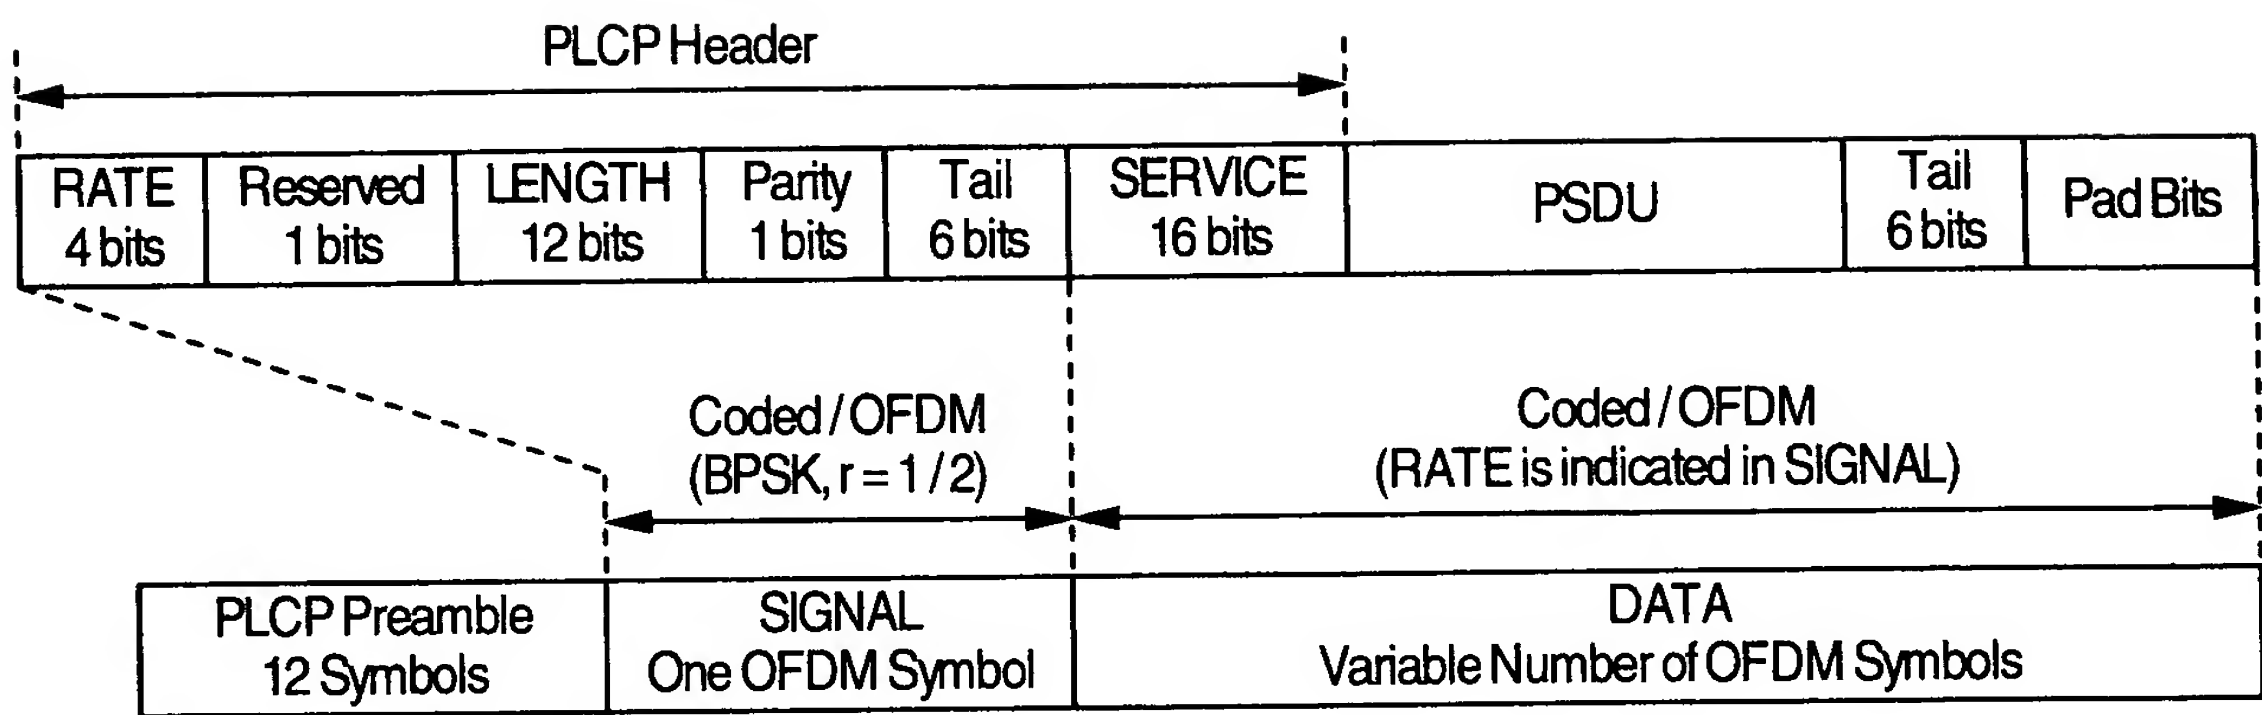 PLCP Header
RATE
4 bits
Reserved
1 bits
LENGTH
12 bits
Parity
1 bits
Tail
6 bits
SERVICE
16 bits
PSDU
Tail
6 bits
Pad Bits
Coded / OFDM
(BPSK, r = 1 / 2)
Coded / OFDM
(RATE is indicated in SIGNAL)
PLCP Preamble
12 Symbols
SIGNAL
One OFDM Symbol
DATA
Variable Number of OFDM Symbols